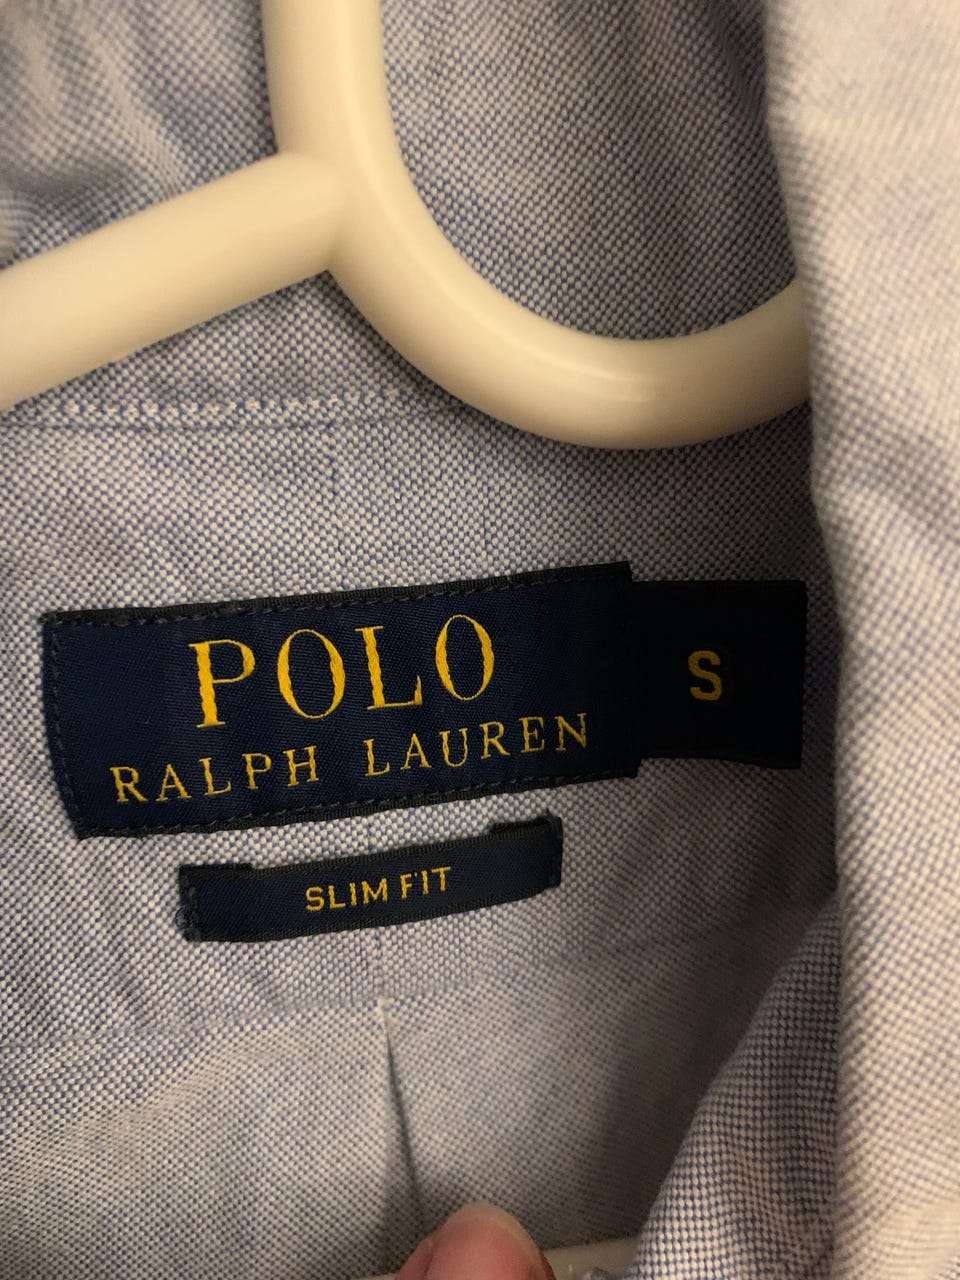 POLO
RALPH LAUREN
S
SLIM FIT